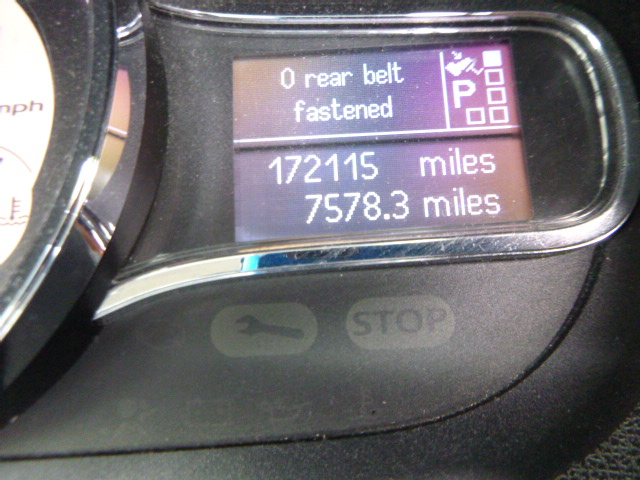 mph
0 rear belt
fastened
P
172115 miles
7578.3 miles
STOP